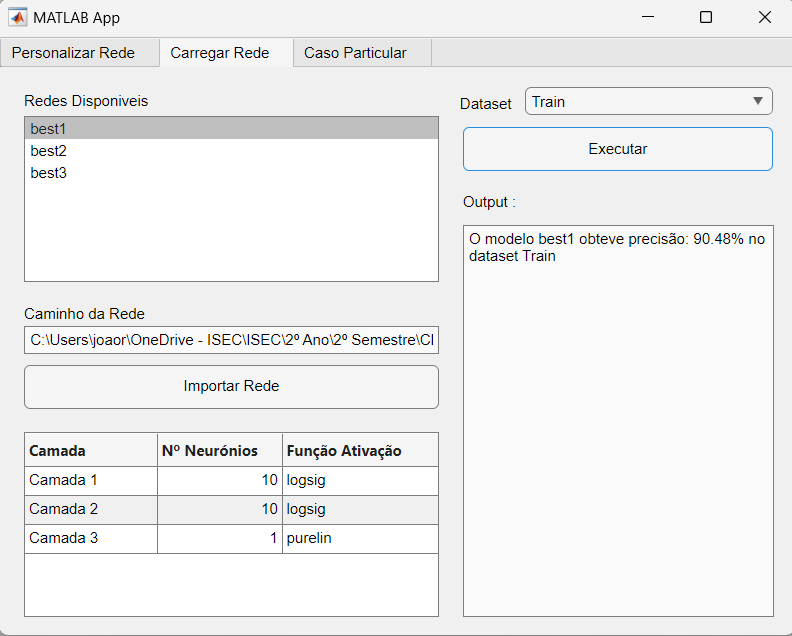 MATLAB App
Personalizar Rede
Carregar Rede
Caso Particular
Redes Disponiveis
best1
best2
best3
Caminho da Rede
C:\Users\joaor\OneDrive - ISEC\ISEC\2º Ano\2º Semestre\CI
Importar Rede
Camada Nº Neurónios Função Ativação
Camada 1 10 logsig
Camada 2 10 logsig
Camada 3 1 purelin
Dataset Train
Executar
Output :
O modelo best1 obteve precisão: 90.48% no
dataset Train